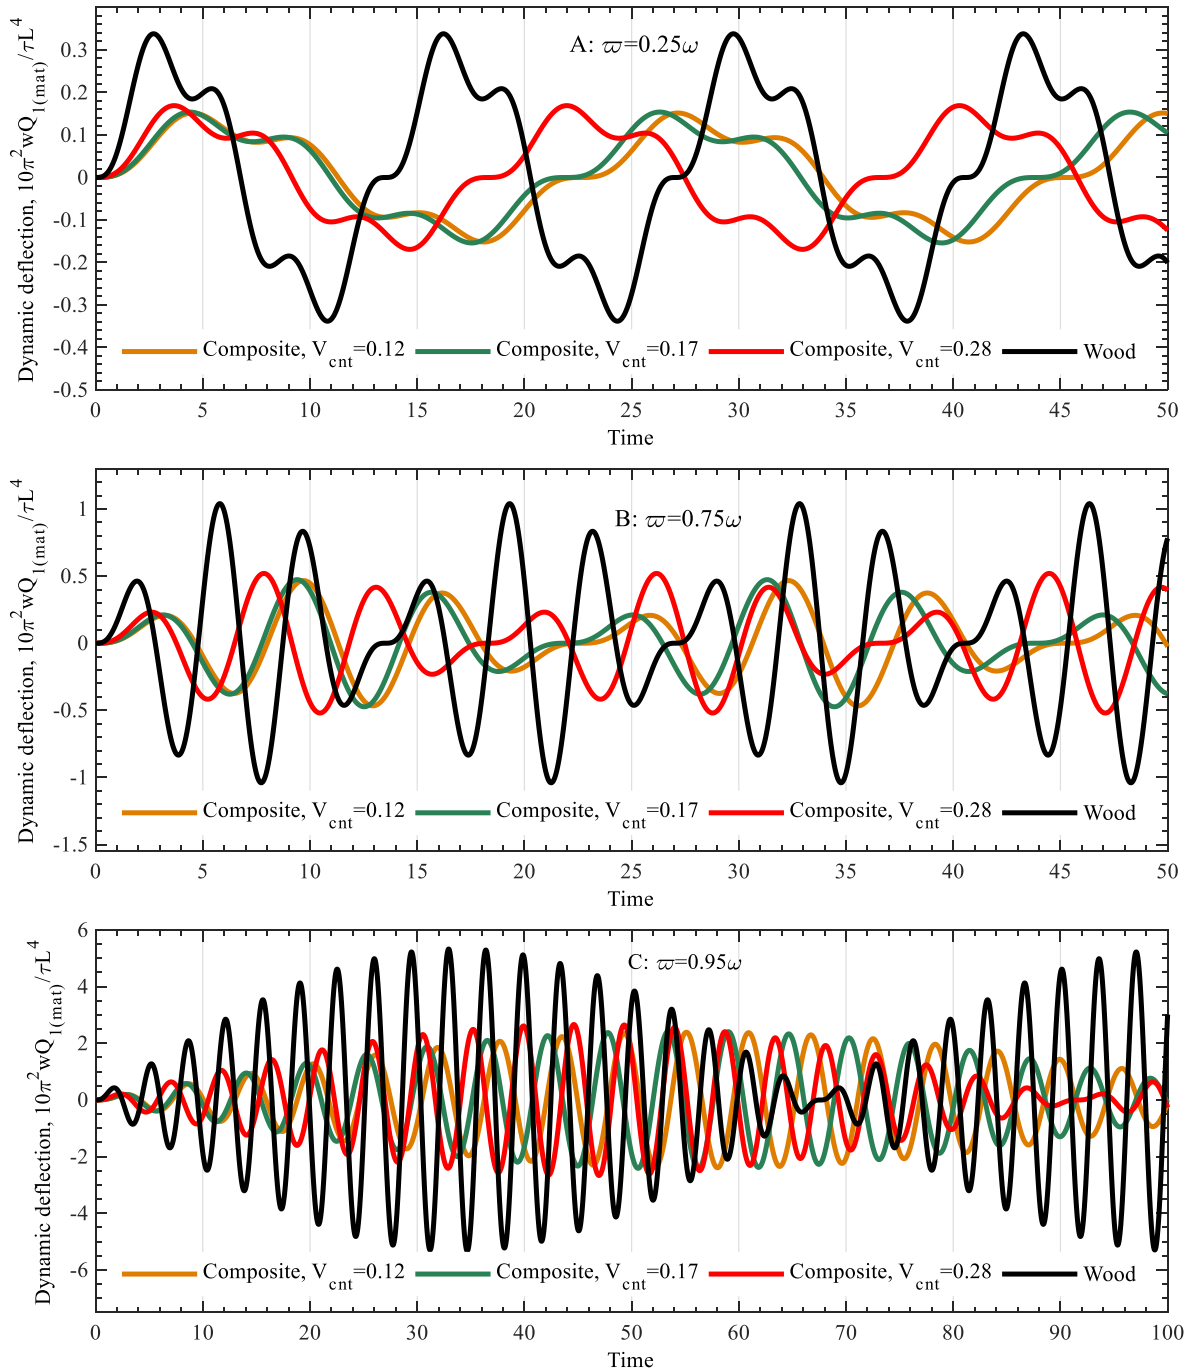 Dynamic deflection, 10π²wQ₁₍mat₎/τL⁴
0.3
0.2
0.1
0
-0.1
-0.2
-0.3
-0.4
-0.5
A: ϖ=0.25ω
Composite, Vcnt=0.12 Composite, Vcnt=0.17 Composite, Vcnt=0.28 Wood
0 5 10 15 20 25 30 35 40 45 50
Time
Dynamic deflection, 10π²wQ₁₍mat₎/τL⁴
1
0.5
0
-0.5
-1
-1.5
B: ϖ=0.75ω
Composite, Vcnt=0.12 Composite, Vcnt=0.17 Composite, Vcnt=0.28 Wood
0 5 10 15 20 25 30 35 40 45 50
Time
Dynamic deflection, 10π²wQ₁₍mat₎/τL⁴
6
4
2
0
-2
-4
-6
C: ϖ=0.95ω
Composite, Vcnt=0.12 Composite, Vcnt=0.17 Composite, Vcnt=0.28 Wood
0 10 20 30 40 50 60 70 80 90 100
Time